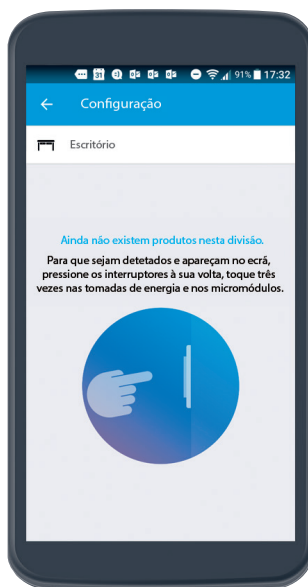 91% 17:32
Configuração
Escritório
Ainda não existem produtos nesta divisão.
Para que sejam detetados e apareçam no ecrã,
pressione os interruptores à sua volta, toque três
vezes nas tomadas de energia e nos micromódulos.